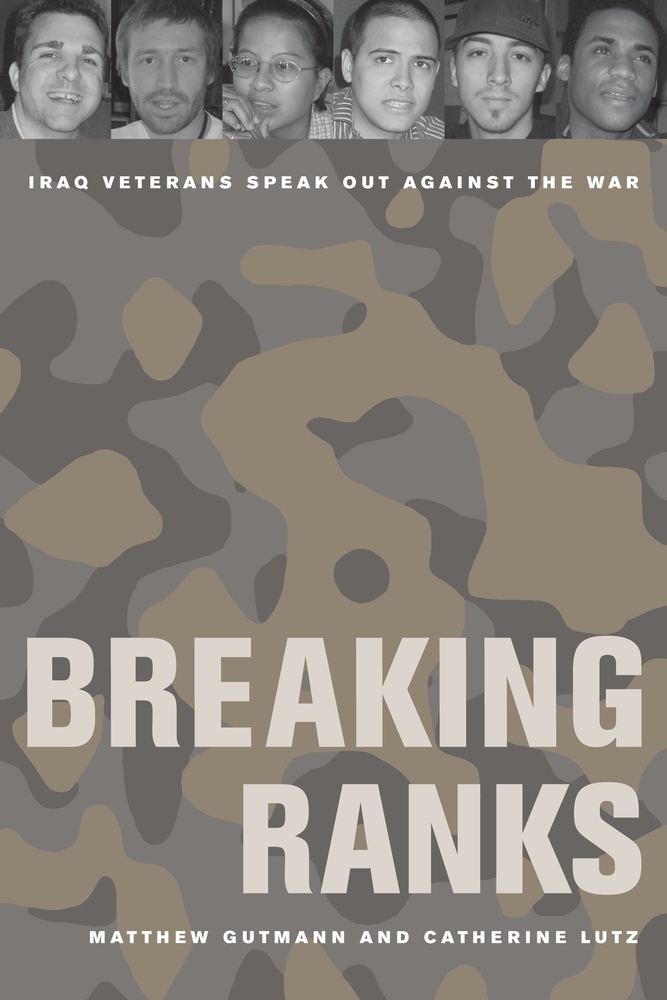 IRAQ VETERANS SPEAK OUT AGAINST THE WAR
BREAKING
RANKS
MATTHEW GUTMANN AND CATHERINE LUTZ